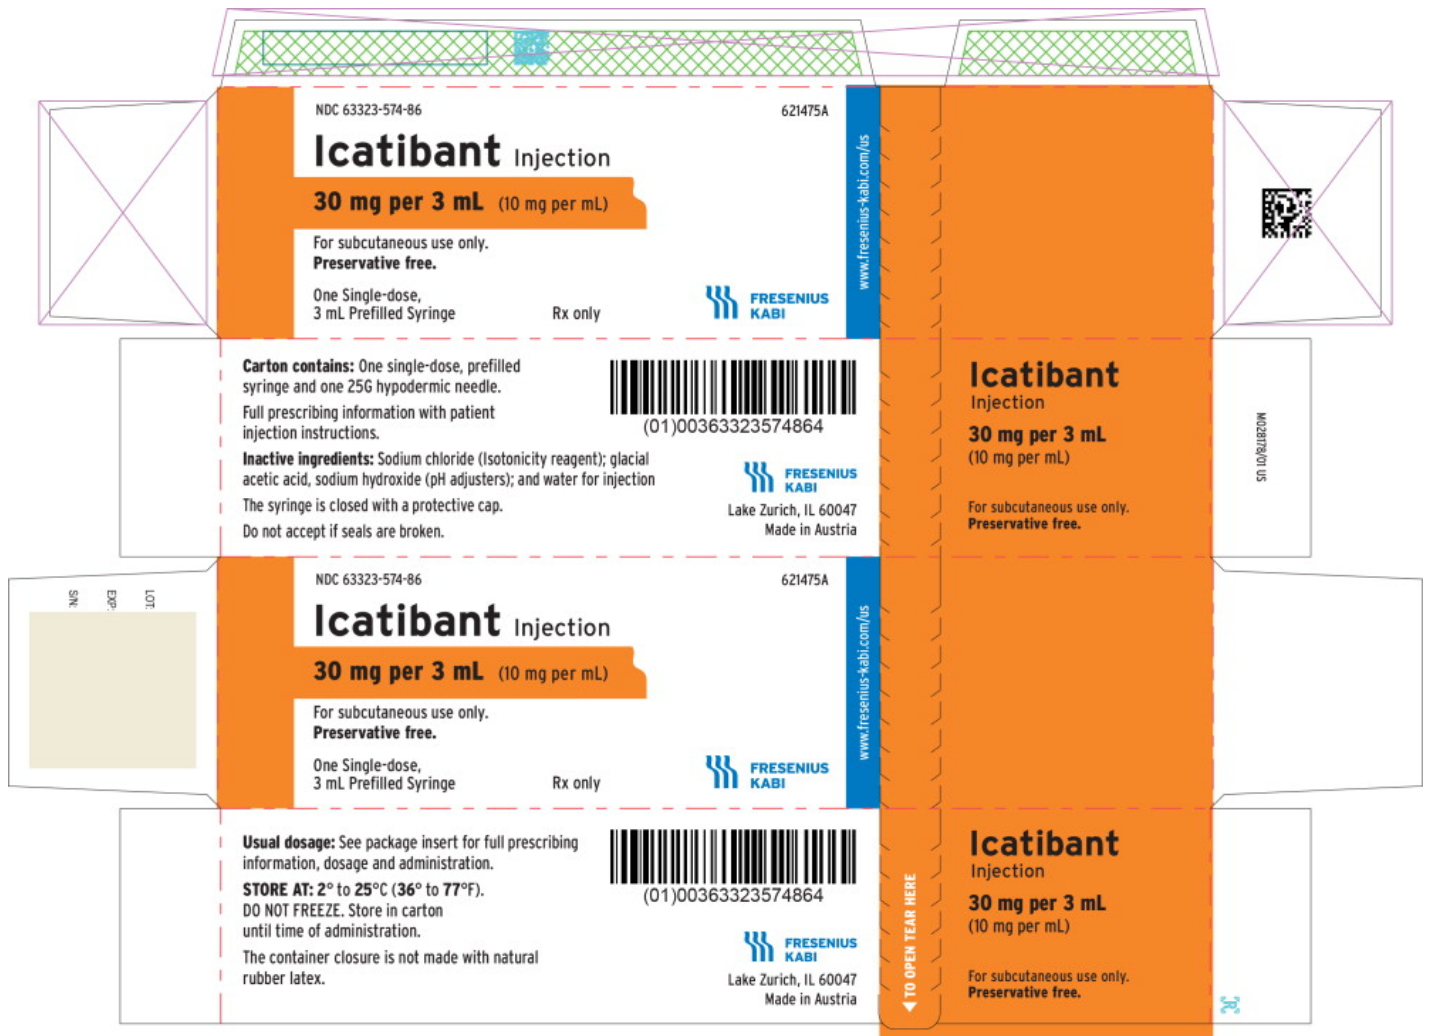 NDC 63323-574-86
621475A
Icatibant Injection
30 mg per 3 mL (10 mg per mL)
For subcutaneous use only.
Preservative free.
One Single-dose,
3 mL Prefilled Syringe
Rx only
FRESENIUS
KABI
www.fresenius-kabi.com/us
Carton contains: One single-dose, prefilled
syringe and one 25G hypodermic needle.
Full prescribing information with patient
injection instructions.
Inactive ingredients: Sodium chloride (Isotonicity reagent); glacial
acetic acid, sodium hydroxide (pH adjusters); and water for injection
The syringe is closed with a protective cap.
Do not accept if seals are broken.
(01)00363323574864
FRESENIUS
KABI
Lake Zurich, IL 60047
Made in Austria
Icatibant
Injection
30 mg per 3 mL
(10 mg per mL)
For subcutaneous use only.
Preservative free.
M028178/01 US
LOT:
EXP:
S/N:
NDC 63323-574-86
621475A
Icatibant Injection
30 mg per 3 mL (10 mg per mL)
For subcutaneous use only.
Preservative free.
One Single-dose,
3 mL Prefilled Syringe
Rx only
FRESENIUS
KABI
www.fresenius-kabi.com/us
Usual dosage: See package insert for full prescribing
information, dosage and administration.
STORE AT: 2° to 25°C (36° to 77°F).
DO NOT FREEZE. Store in carton
until time of administration.
The container closure is not made with natural
rubber latex.
(01)00363323574864
FRESENIUS
KABI
Lake Zurich, IL 60047
Made in Austria
TO OPEN TEAR HERE
Icatibant
Injection
30 mg per 3 mL
(10 mg per mL)
For subcutaneous use only.
Preservative free.